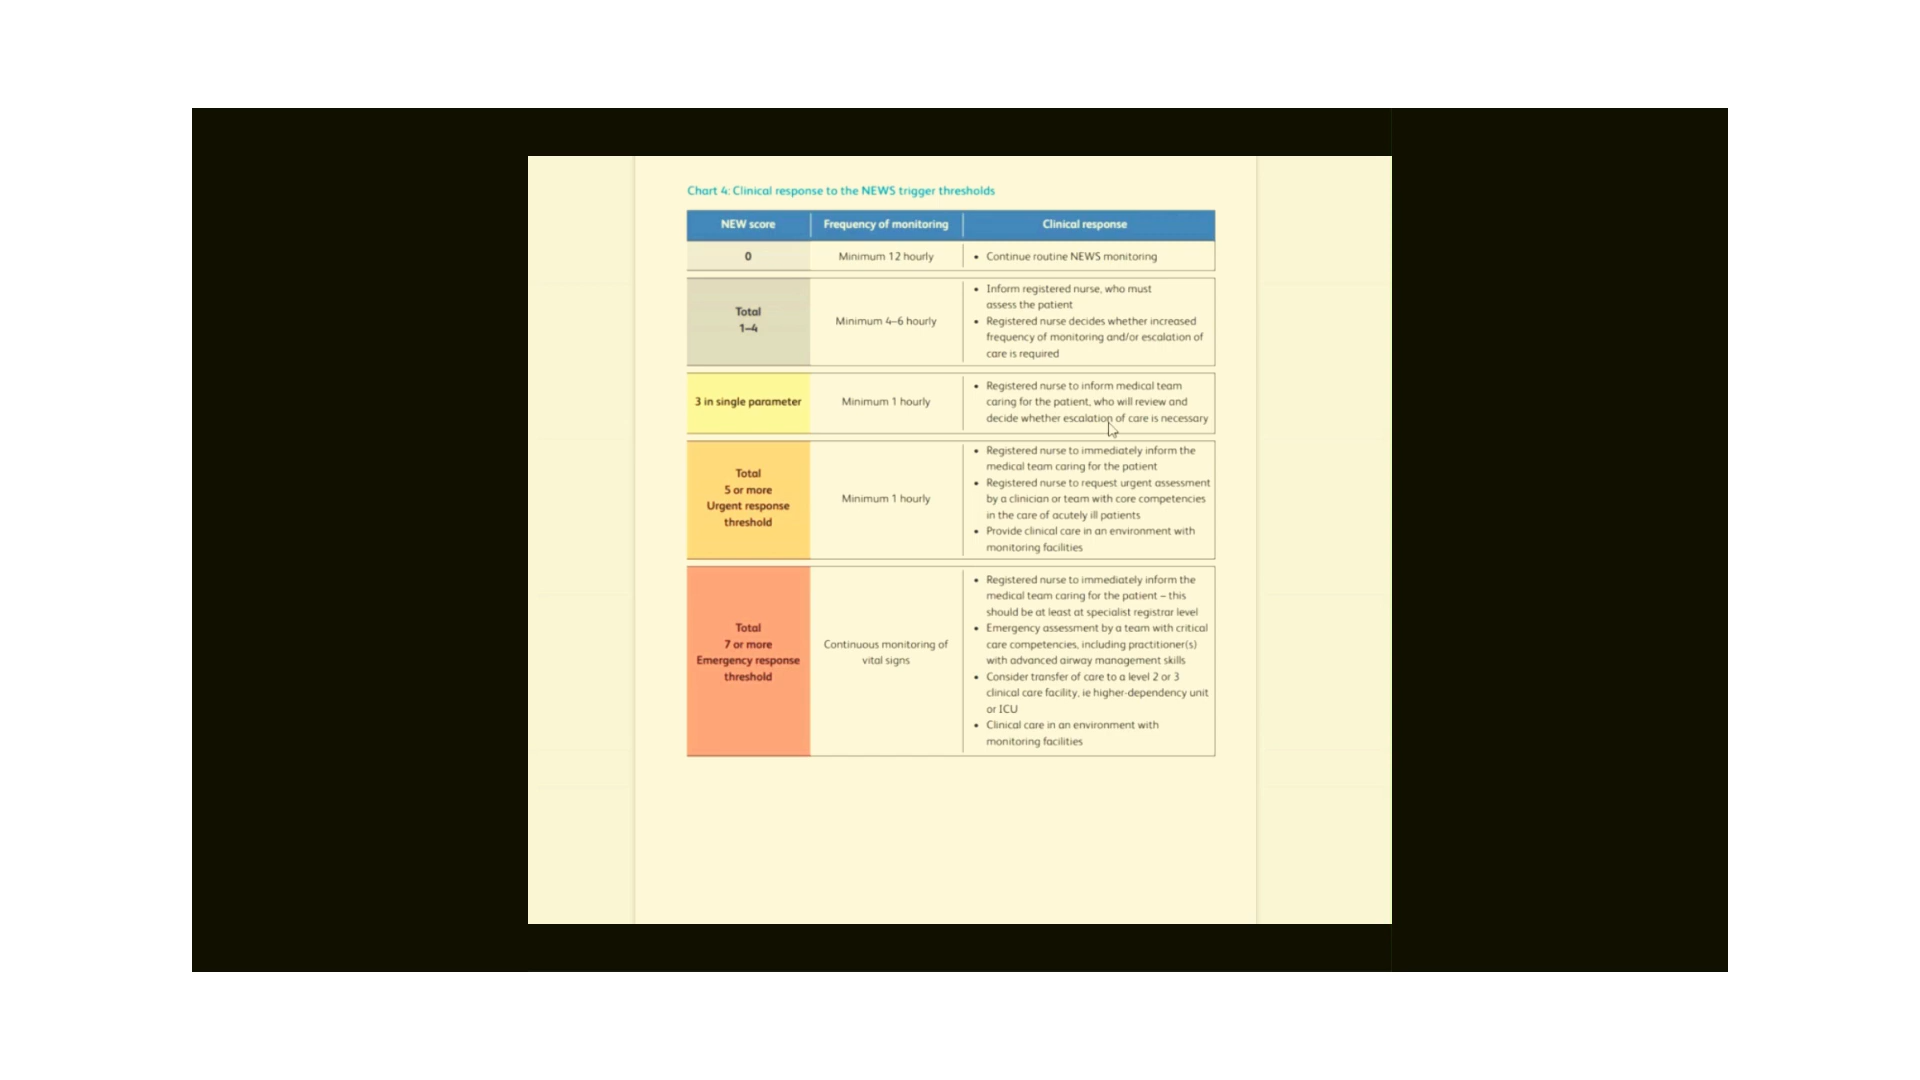 Chart 4: Clinical response to the NEWS trigger thresholds
NEW score
Frequency of monitoring
Clinical response
0
Minimum 12 hourly
• Continue routine NEWS monitoring
Total
1–4
Minimum 4–6 hourly
• Inform registered nurse, who must
assess the patient
• Registered nurse decides whether increased
frequency of monitoring and/or escalation of
care is required
3 in single parameter
Minimum 1 hourly
• Registered nurse to inform medical team
caring for the patient, who will review and
decide whether escalation of care is necessary
Total
5 or more
Urgent response
threshold
Minimum 1 hourly
• Registered nurse to immediately inform the
medical team caring for the patient
• Registered nurse to request urgent assessment
by a clinician or team with core competencies
in the care of acutely ill patients
• Provide clinical care in an environment with
monitoring facilities
Total
7 or more
Emergency response
threshold
Continuous monitoring of
vital signs
• Registered nurse to immediately inform the
medical team caring for the patient – this
should be at least at specialist registrar level
• Emergency assessment by a team with critical
care competencies, including practitioner(s)
with advanced airway management skills
• Consider transfer of care to a level 2 or 3
clinical care facility, ie higher-dependency unit
or ICU
• Clinical care in an environment with
monitoring facilities